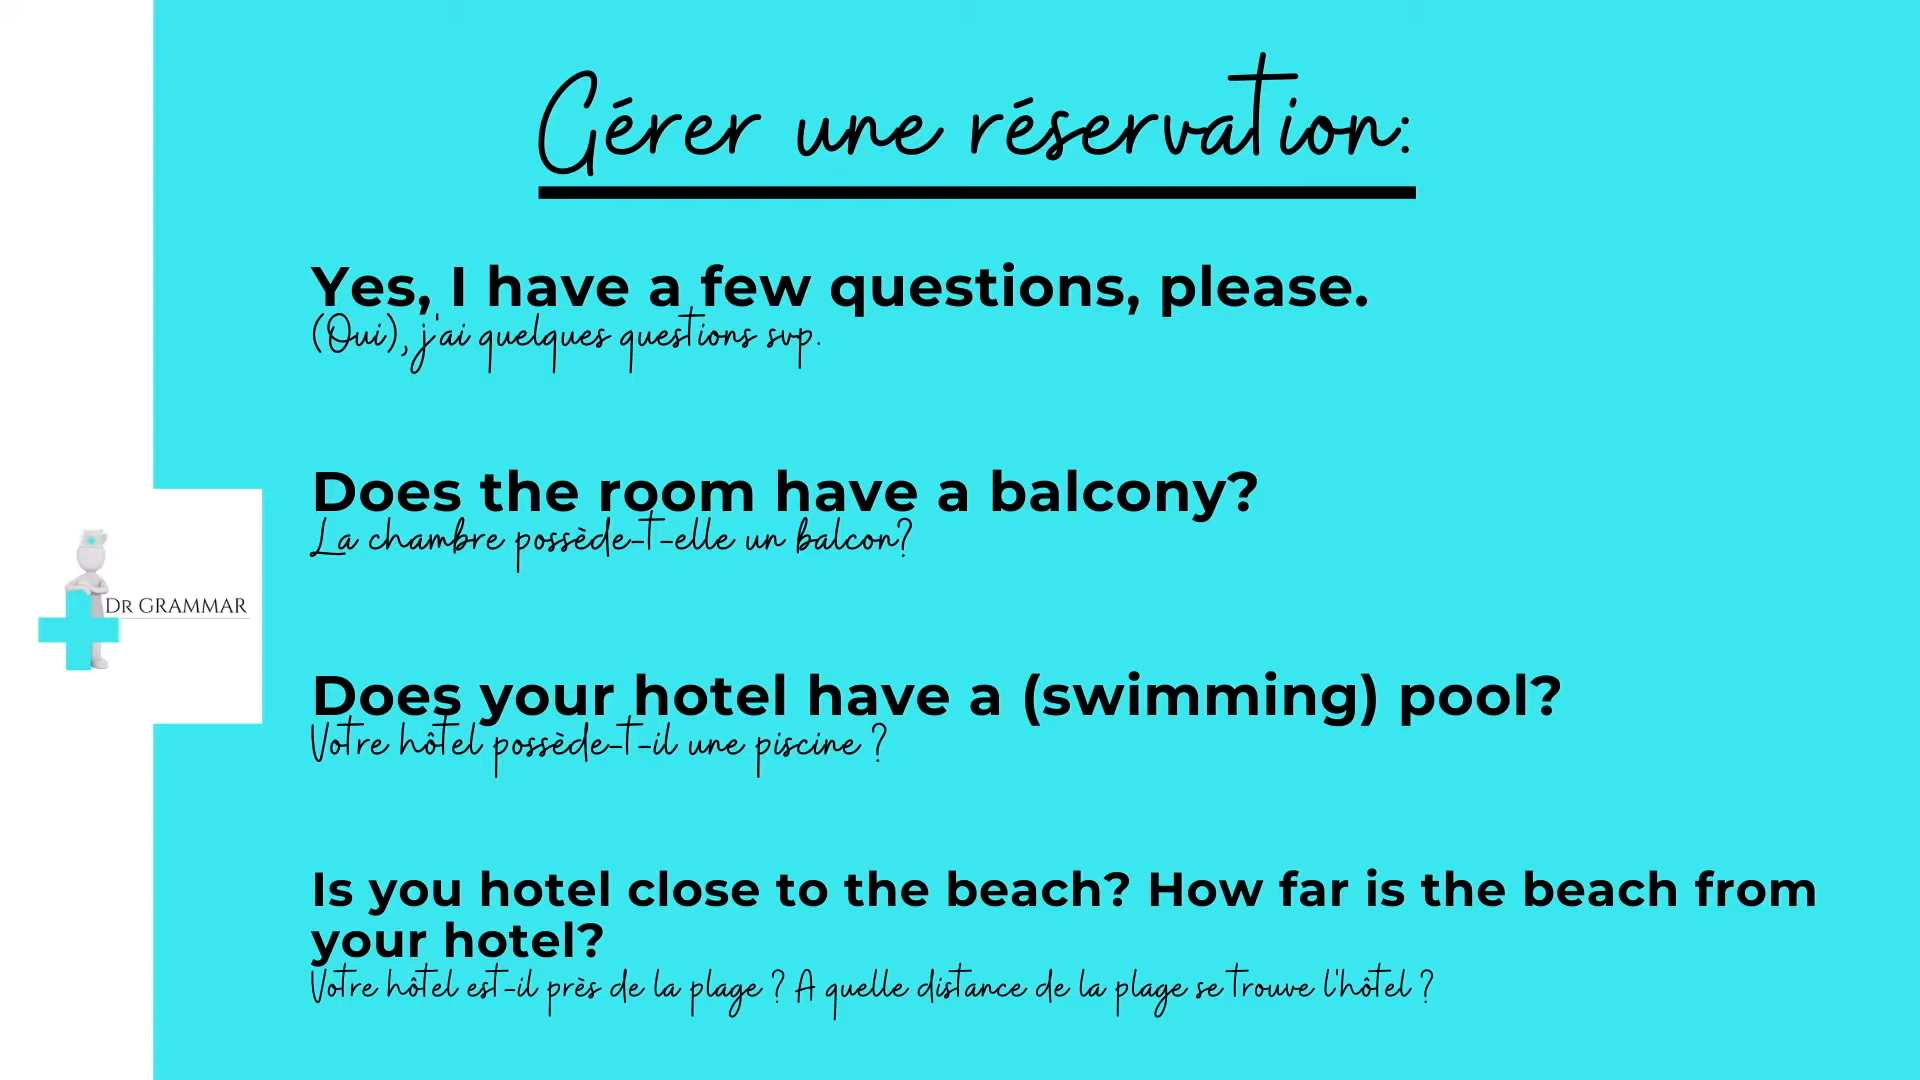 Gérer une réservation:
Yes, I have a few questions, please.
(Oui), j'ai quelques questions svp.
Does the room have a balcony?
La chambre possède-t-elle un balcon?
DR GRAMMAR
Does your hotel have a (swimming) pool?
Votre hôtel possède-t-il une piscine ?
Is you hotel close to the beach? How far is the beach from
your hotel?
Votre hôtel est-il près de la plage ? A quelle distance de la plage se trouve l'hôtel ?